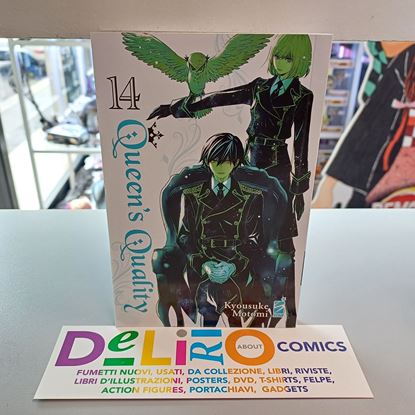 14
Queen's Quality
Kyousuke
Motomi
DeLiRiO ABOUT COMICS
FUMETTI NUOVI, USATI, DA COLLEZIONE, LIBRI, RIVISTE,
LIBRI D'ILLUSTRAZIONI, POSTERS, DVD, T-SHIRTS, FELPE,
ACTION FIGURES, PORTACHIAVI, GADGETS